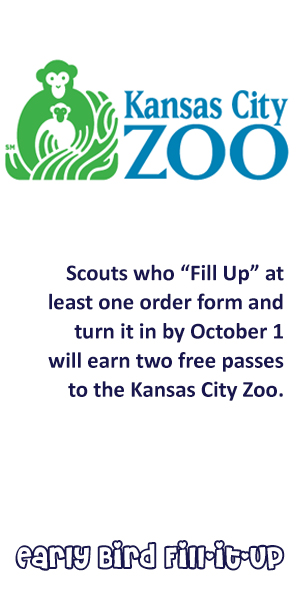 Kansas City
ZOO
SM
Scouts who “Fill Up” at
least one order form and
turn it in by October 1
will earn two free passes
to the Kansas City Zoo.
early Bird Fill•it•up